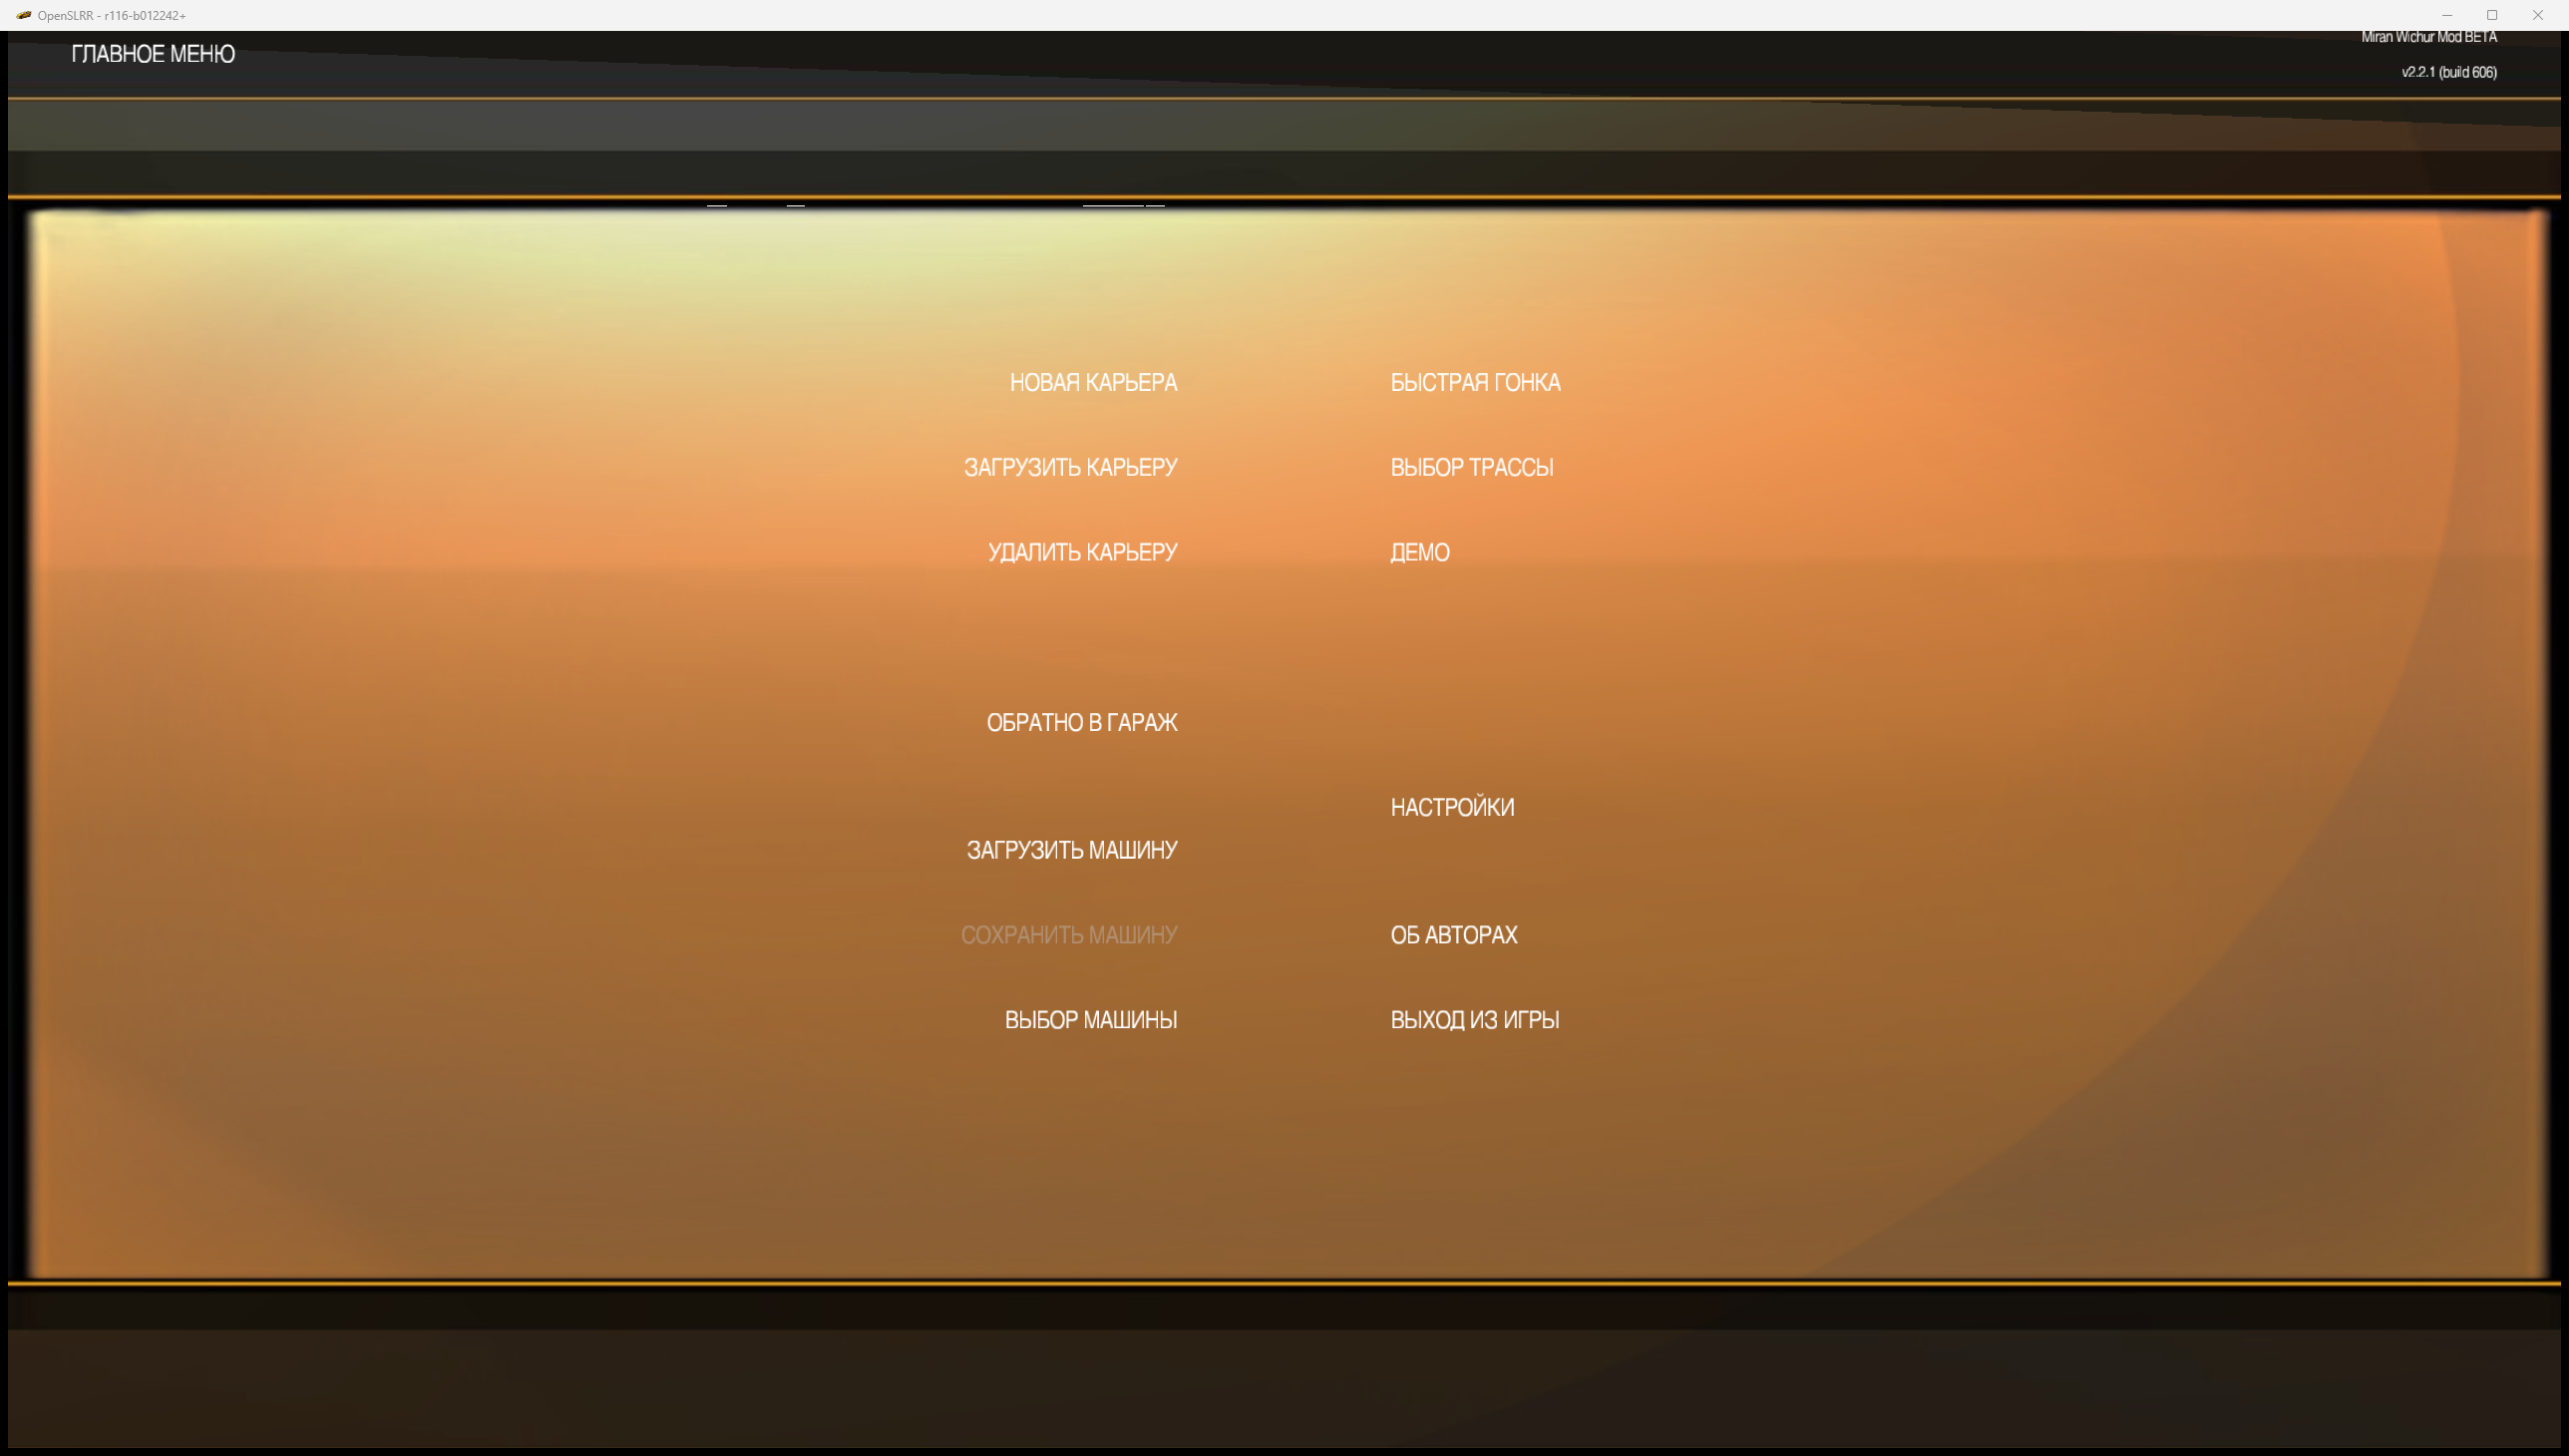 OpenSLRR - r116-b012242+
ГЛАВНОЕ МЕНЮ
Miran Wichur Mod BETA
v2.2.1 (build 606)
НОВАЯ КАРЬЕРА
БЫСТРАЯ ГОНКА
ЗАГРУЗИТЬ КАРЬЕРУ
ВЫБОР ТРАССЫ
УДАЛИТЬ КАРЬЕРУ
ДЕМО
ОБРАТНО В ГАРАЖ
НАСТРОЙКИ
ЗАГРУЗИТЬ МАШИНУ
СОХРАНИТЬ МАШИНУ
ОБ АВТОРАХ
ВЫБОР МАШИНЫ
ВЫХОД ИЗ ИГРЫ